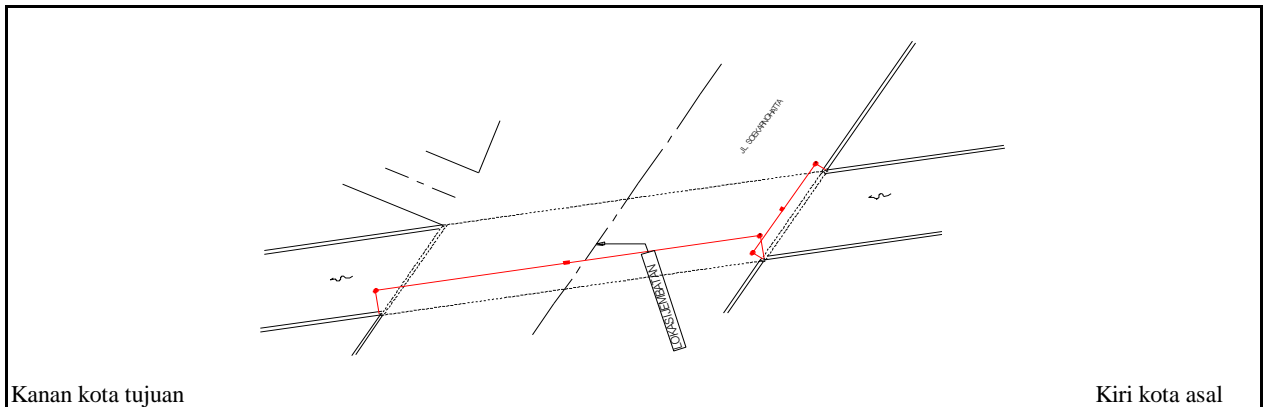 JL. SOEKARNOHATTA
LOKASI JEMBATAN
Kanan kota tujuan
Kiri kota asal